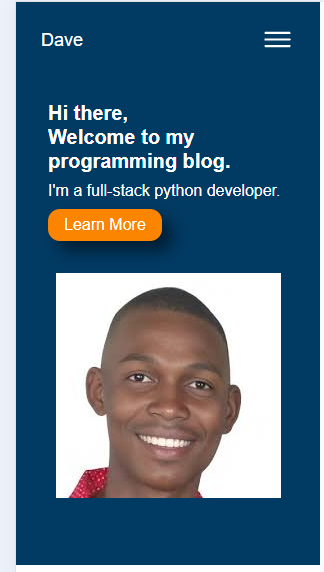 Dave
Hi there,
Welcome to my
programming blog.
I'm a full-stack python developer.
Learn More